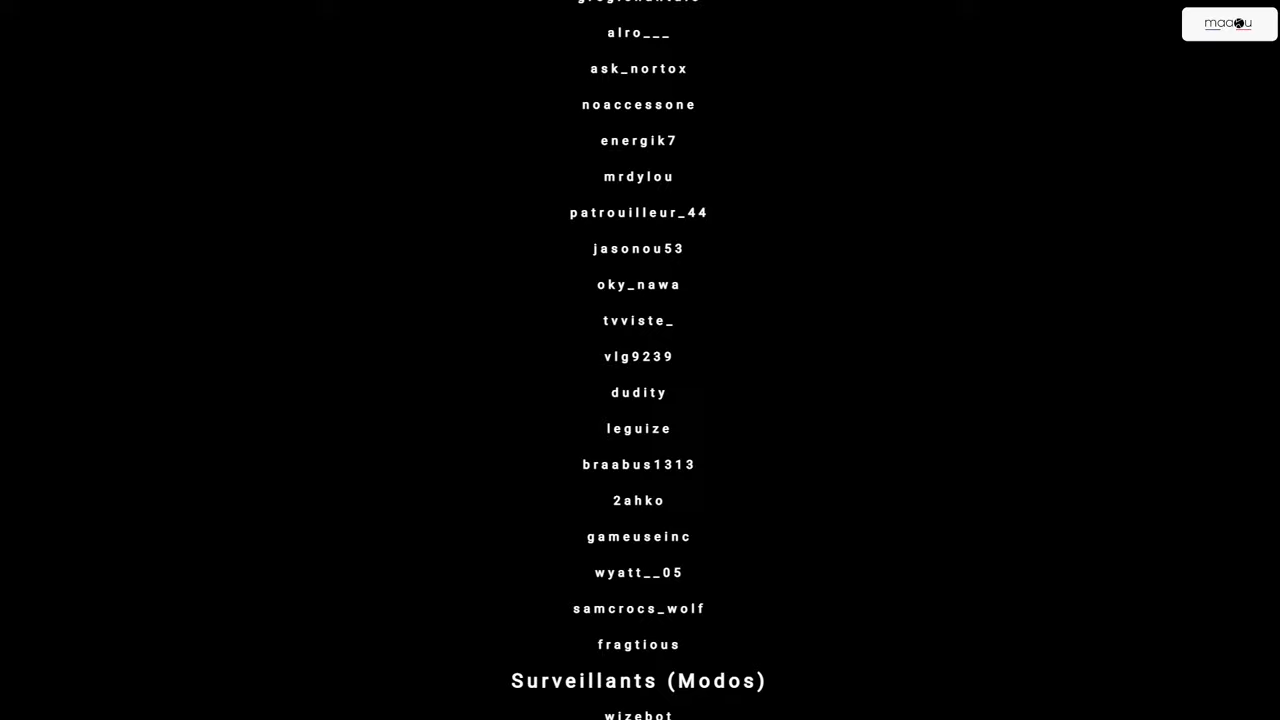 maaku
alro___
ask_nortox
noaccessone
energik7
mrdylou
patrouilleur_44
jasonou53
oky_nawa
tvviste_
vlg9239
dudity
leguize
braabus1313
2ahko
gameuseinc
wyatt__05
samcrocs_wolf
fragtious
Surveillants (Modos)
wizebot